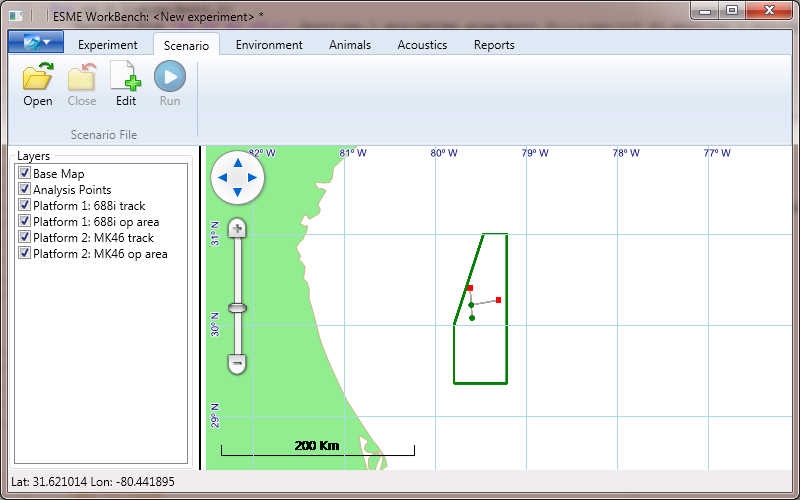 ESME WorkBench: <New experiment> *
Experiment Scenario Environment Animals Acoustics Reports
Open Close Edit Run
Scenario File
Layers
Base Map
Analysis Points
Platform 1: 688i track
Platform 1: 688i op area
Platform 2: MK46 track
Platform 2: MK46 op area
82° W 81° W 80° W 79° W 78° W 77° W
31° N
30° N
29° N
200 Km
Lat: 31.621014 Lon: -80.441895